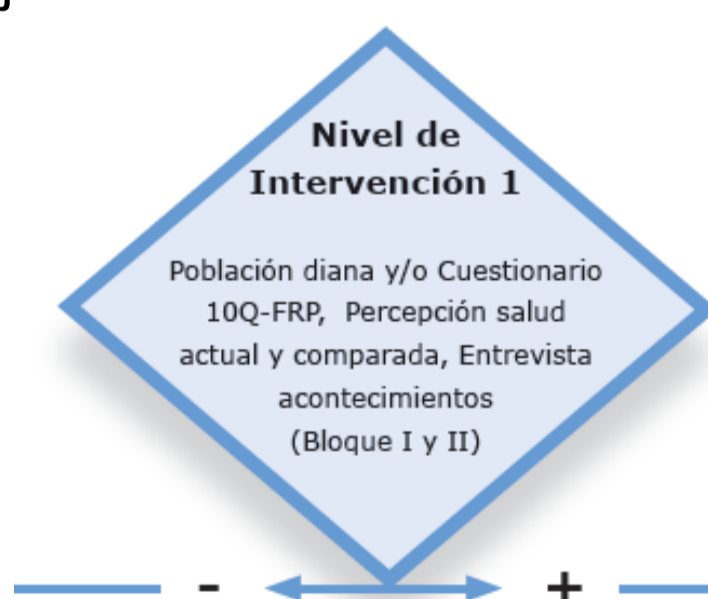 Nivel de
Intervención 1
Población diana y/o Cuestionario
10Q-FRP, Percepción salud
actual y comparada, Entrevista
acontecimientos
(Bloque I y II)
- +